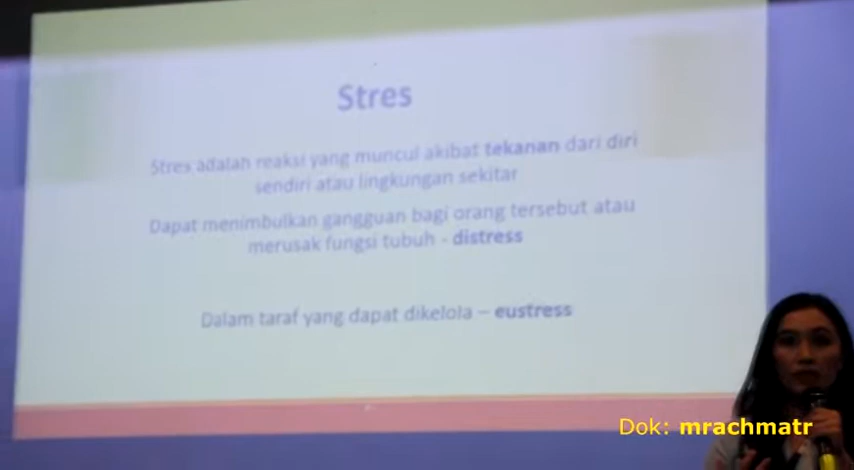 Stres
Stres adalah reaksi yang muncul akibat tekanan dari diri
sendiri atau lingkungan sekitar
Dapat menimbulkan gangguan bagi orang tersebut atau
merusak fungsi tubuh - distress
Dalam taraf yang dapat dikelola – eustress
Dok: mrachmatr